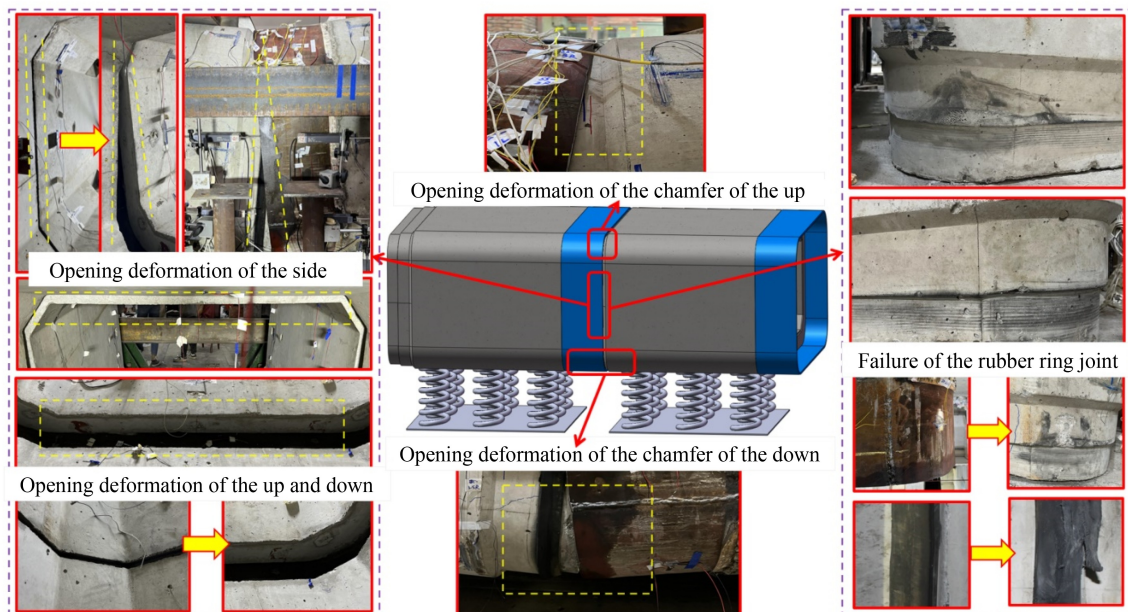 Opening deformation of the chamfer of the up
Opening deformation of the side
Failure of the rubber ring joint
Opening deformation of the chamfer of the down
Opening deformation of the up and down